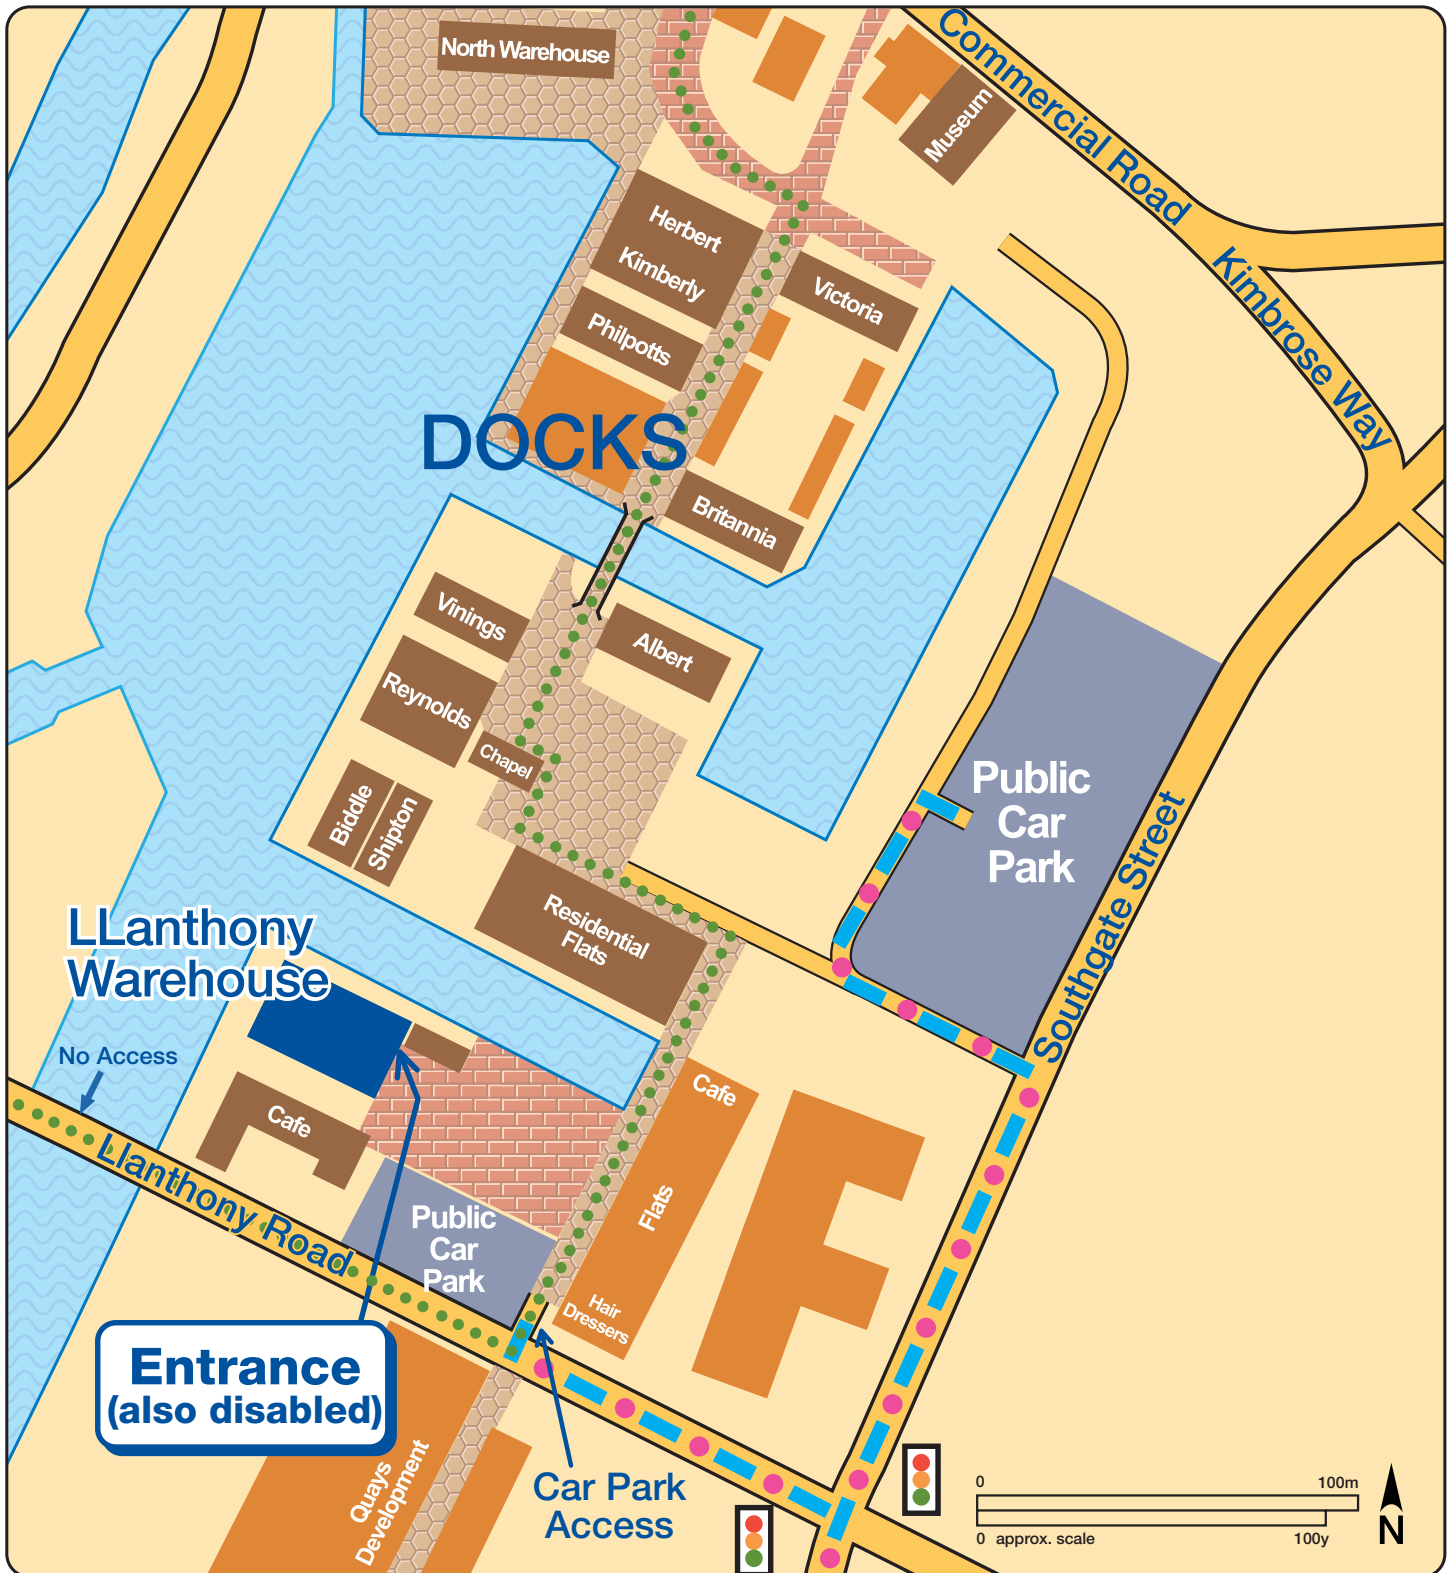 North Warehouse
Commercial Road
Museum
Herbert
Kimberly
Philpotts
Victoria
Kimbrose Way
DOCKS
Britannia
Vinings
Albert
Reynolds
Chapel
Biddle
Shipton
Public
Car
Park
Southgate Street
Residential
Flats
LLanthony
Warehouse
No Access
Cafe
Cafe
Llanthony Road
Flats
Public
Car
Park
Hair
Dressers
Entrance
(also disabled)
Quays
Development
Car Park
Access
0 100m
0 approx. scale 100y
N